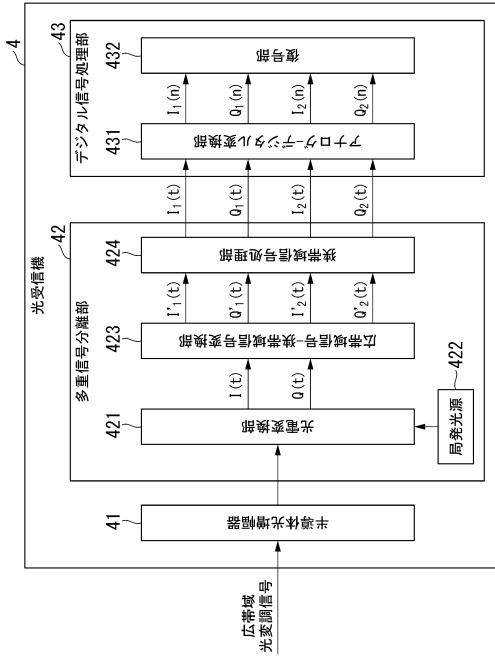 4
光受信機
広帯域
光変調信号
41
半導体光増幅器
42
多重信号分離部
421
光電変換部
422
局発光源
I(t)
Q(t)
423
広帯域信号-狭帯域信号変換部
I'₁(t)
Q'₁(t)
I'₂(t)
Q'₂(t)
424
狭帯域信号処理部
I₁(t)
Q₁(t)
I₂(t)
Q₂(t)
43
デジタル信号処理部
431
アナログ-デジタル変換部
I₁(n)
Q₁(n)
I₂(n)
Q₂(n)
432
復号部